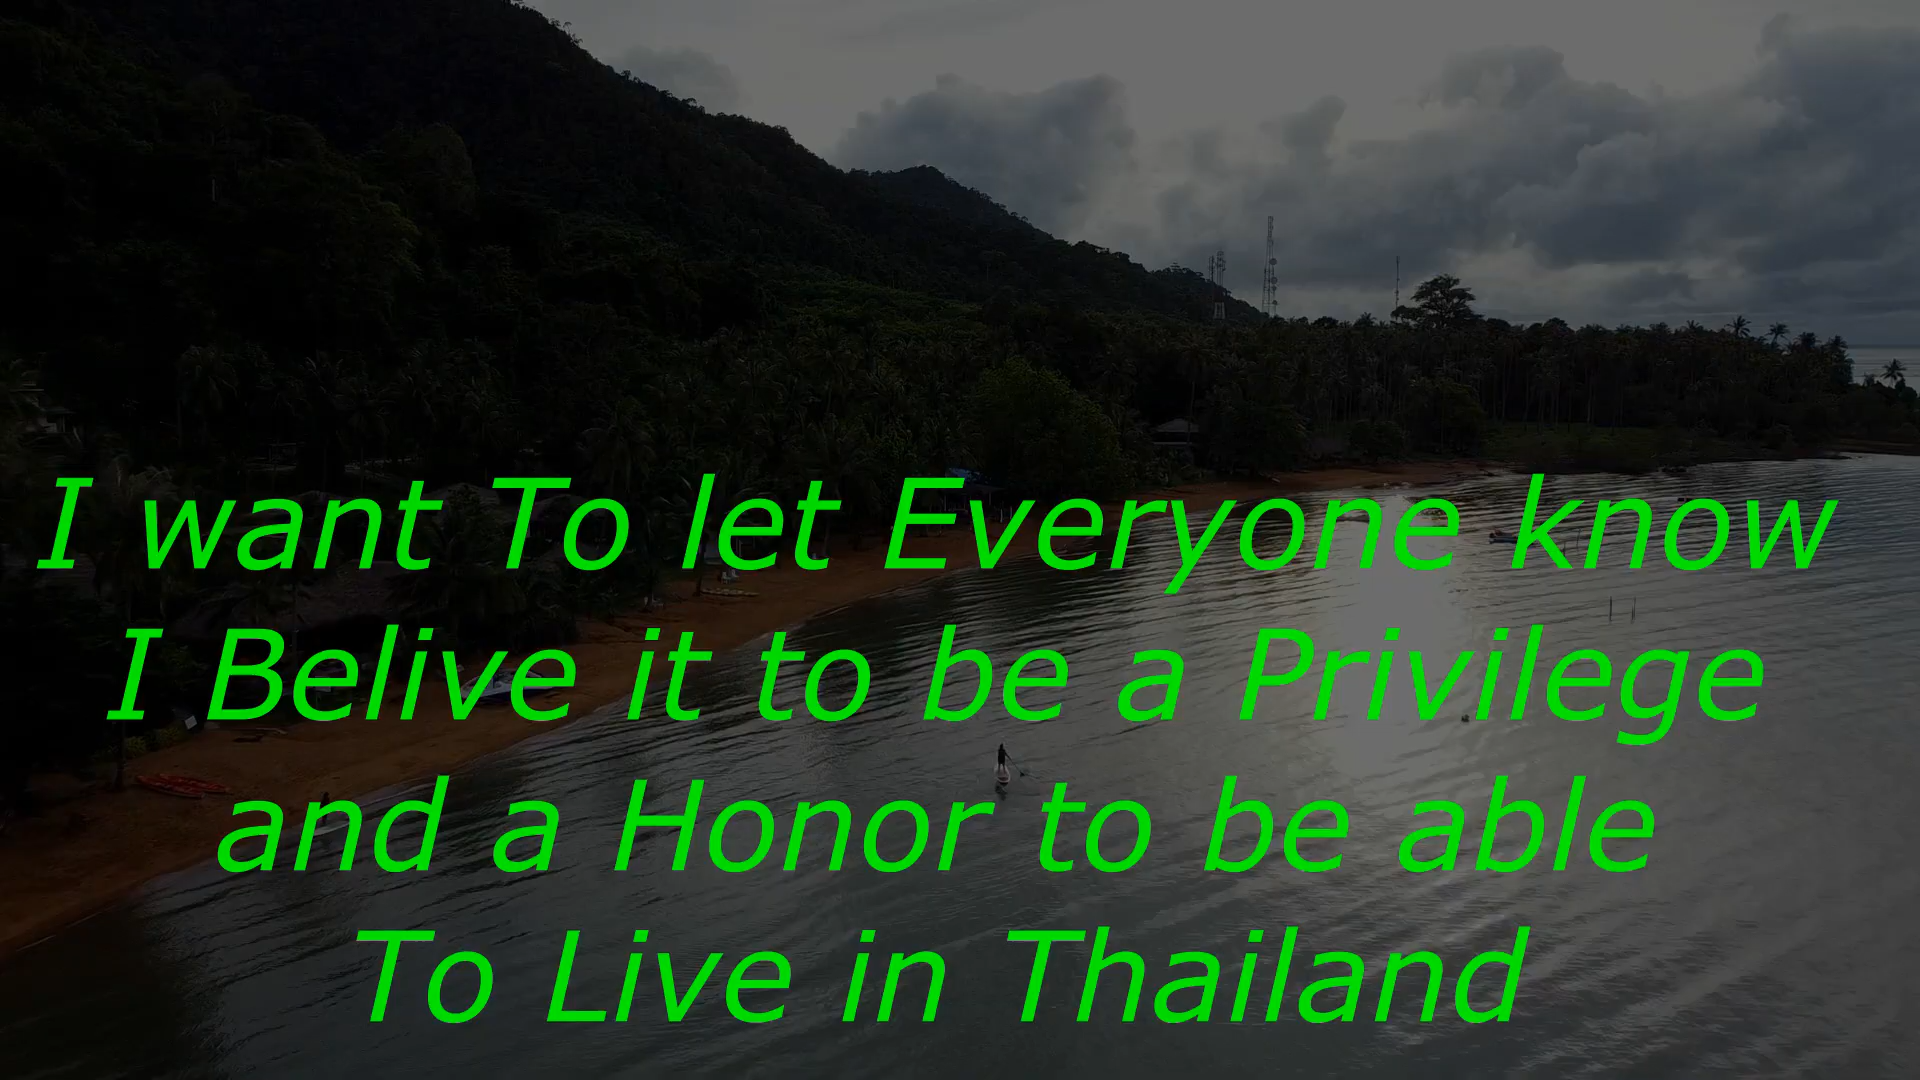 I want To let Everyone know
I Belive it to be a Privilege
and a Honor to be able
To Live in Thailand